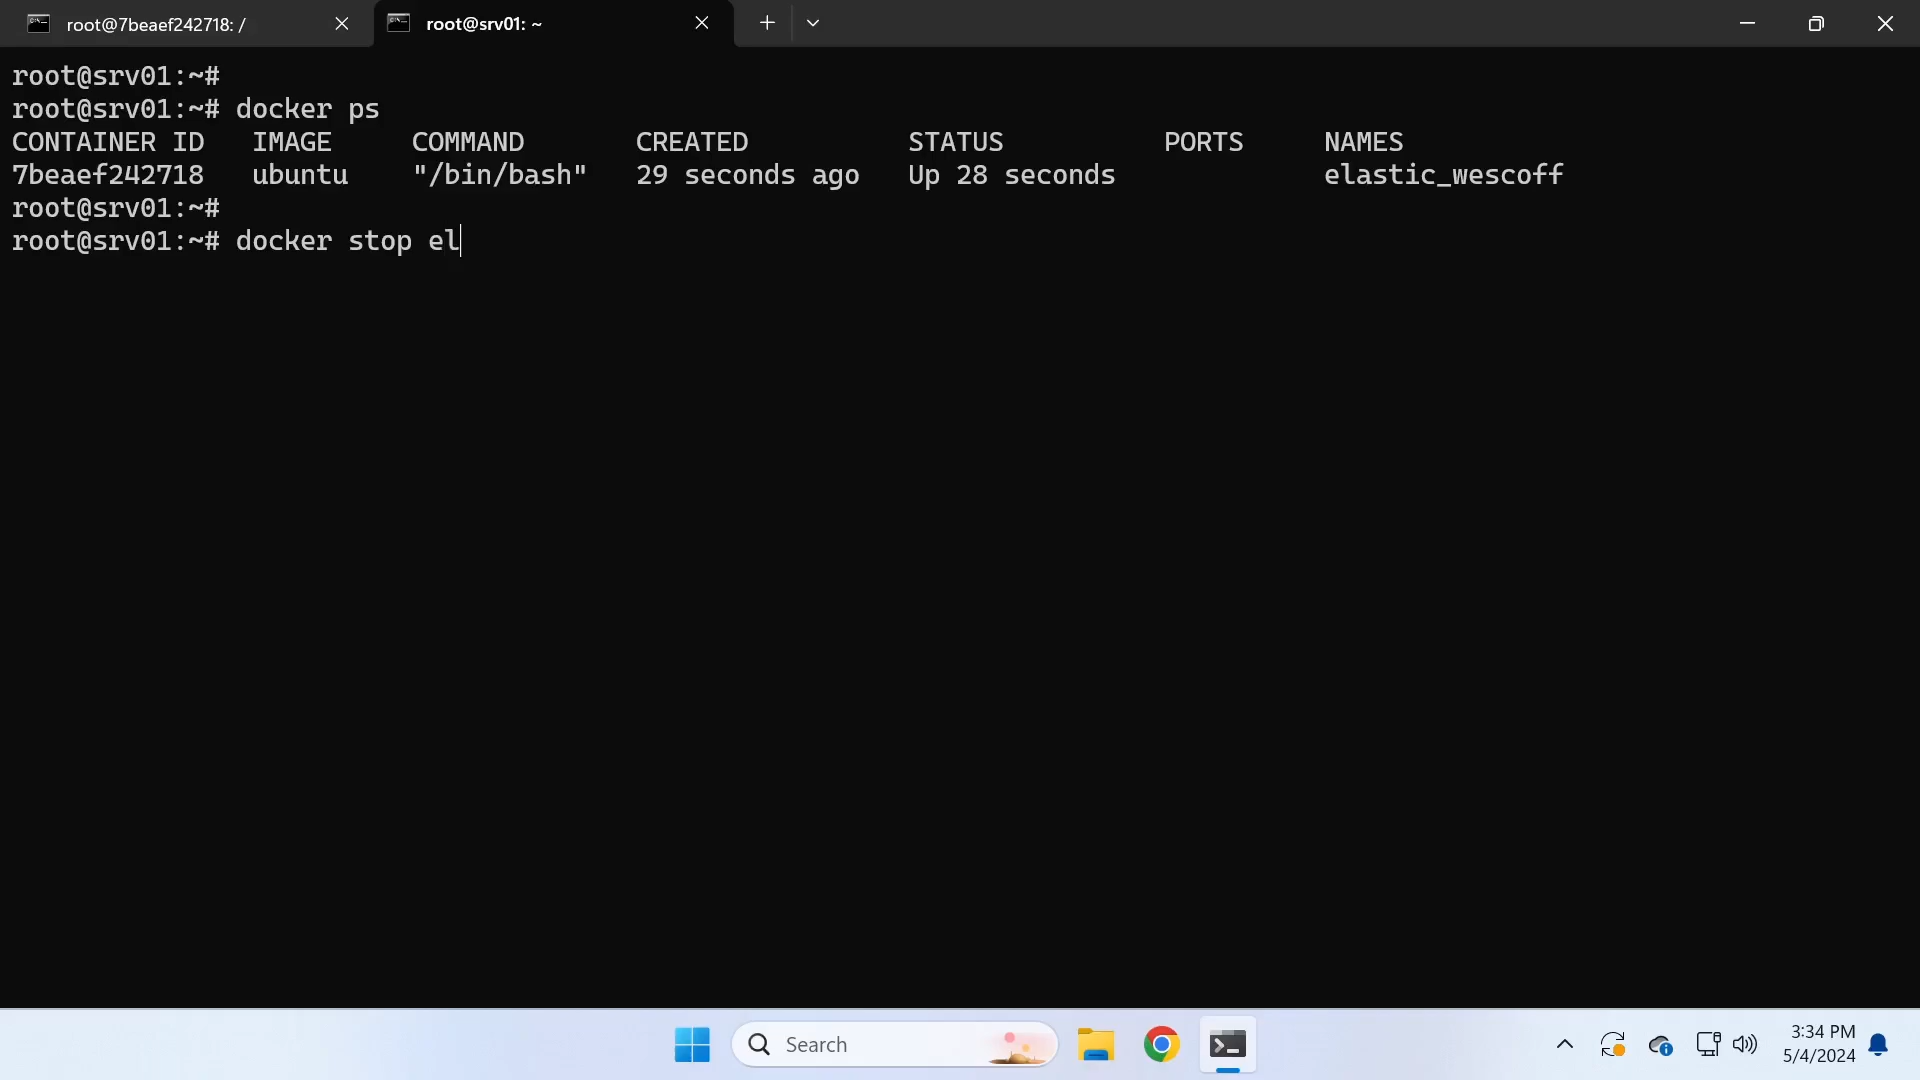 root@7beaef242718: /
root@srv01: ~
root@srv01:~#
root@srv01:~# docker ps
CONTAINER ID   IMAGE     COMMAND       CREATED          STATUS          PORTS     NAMES
7beaef242718   ubuntu    "/bin/bash"   29 seconds ago   Up 28 seconds             elastic_wescoff
root@srv01:~#
root@srv01:~# docker stop el
Search
3:34 PM
5/4/2024